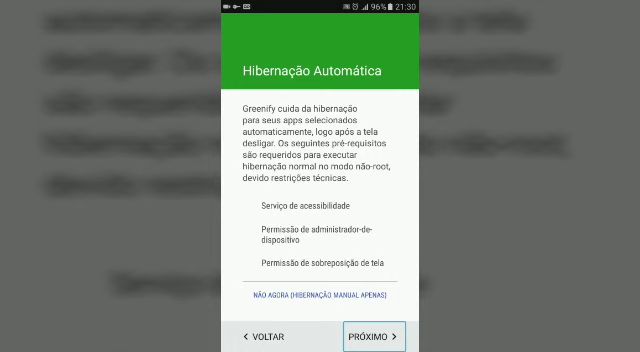 96% 21:30
Hibernação Automática
Greenify cuida da hibernação
para seus apps selecionados
automaticamente, logo após a tela
desligar. Os seguintes pré-requisitos
são requeridos para executar
hibernação normal no modo não-root,
devido restrições técnicas.
Serviço de acessibilidade
Permissão de administrador-de-
dispositivo
Permissão de sobreposição de tela
NÃO AGORA (HIBERNAÇÃO MANUAL APENAS)
VOLTAR
PRÓXIMO